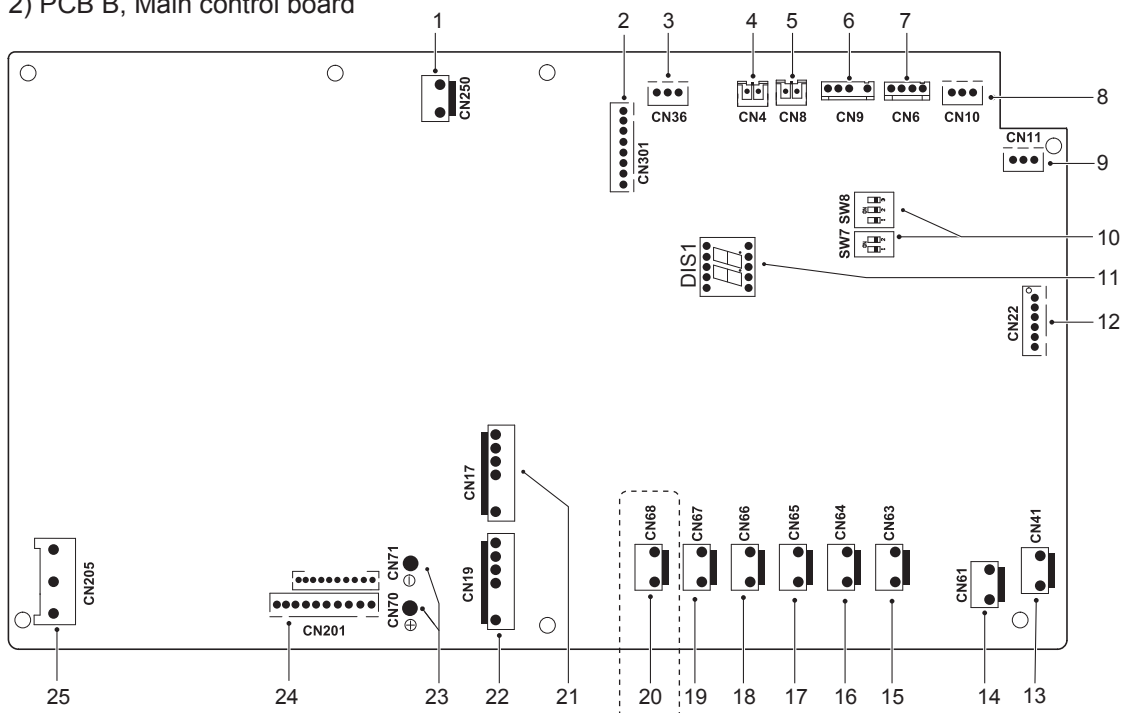 2) PCB B, Main control board
1 2 3 4 5 6 7
CN250
CN301
CN36
CN4
CN8
CN9
CN6
CN10
8
CN11
9
SW8
SW7
10
DIS1
11
CN22
12
CN17
CN19
CN68
CN67
CN66
CN65
CN64
CN63
CN61
CN41
CN205
CN71
CN70
CN201
25 24 23 22 21 20 19 18 17 16 15 14 13